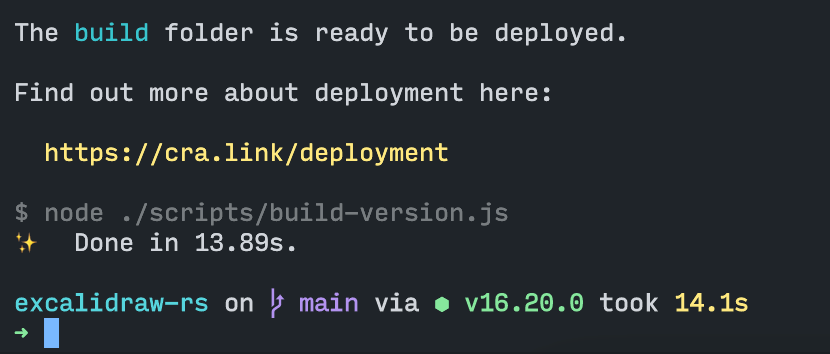 The build folder is ready to be deployed.
Find out more about deployment here:
https://cra.link/deployment
$ node ./scripts/build-version.js
✨ Done in 13.89s.
excalidraw-rs on main via ⬢ v16.20.0 took 14.1s
➜